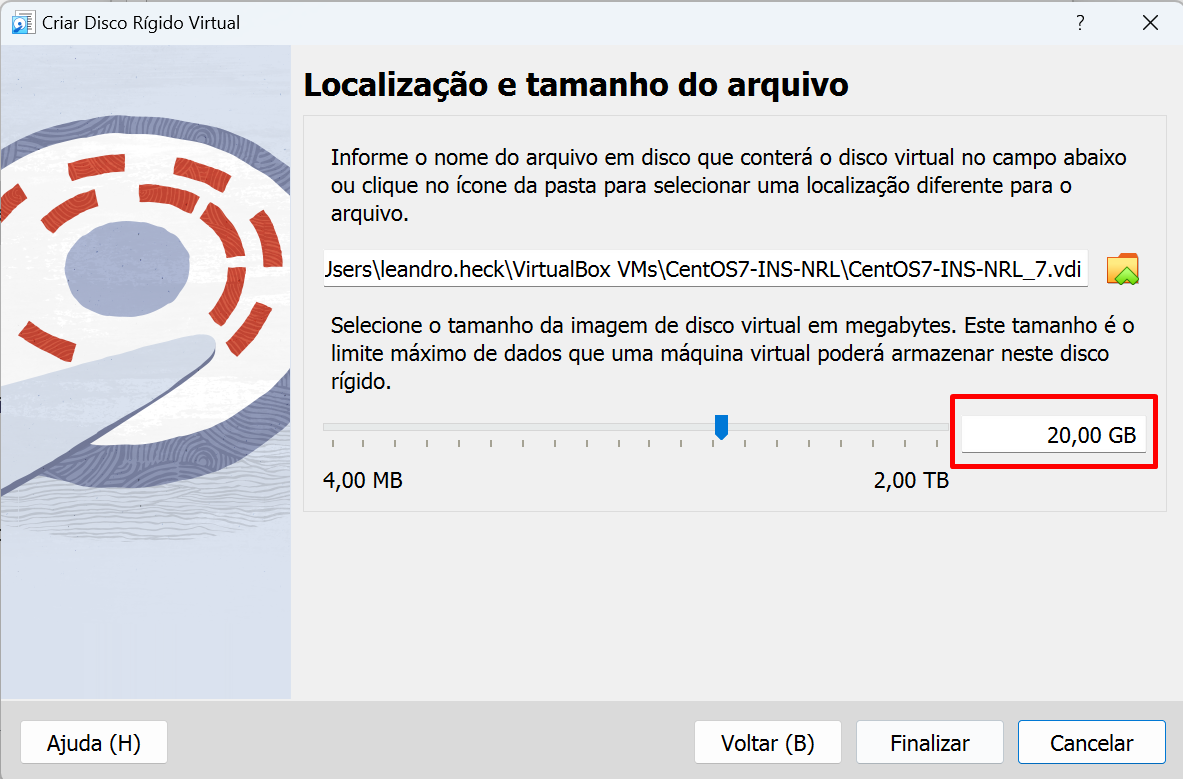 Criar Disco Rígido Virtual
?
Localização e tamanho do arquivo
Informe o nome do arquivo em disco que conterá o disco virtual no campo abaixo
ou clique no ícone da pasta para selecionar uma localização diferente para o
arquivo.
Jsers\leandro.heck\VirtualBox VMs\CentOS7-INS-NRL\CentOS7-INS-NRL_7.vdi
Selecione o tamanho da imagem de disco virtual em megabytes. Este tamanho é o
limite máximo de dados que uma máquina virtual poderá armazenar neste disco
rígido.
20,00 GB
4,00 MB 2,00 TB
Ajuda (H) Voltar (B) Finalizar Cancelar